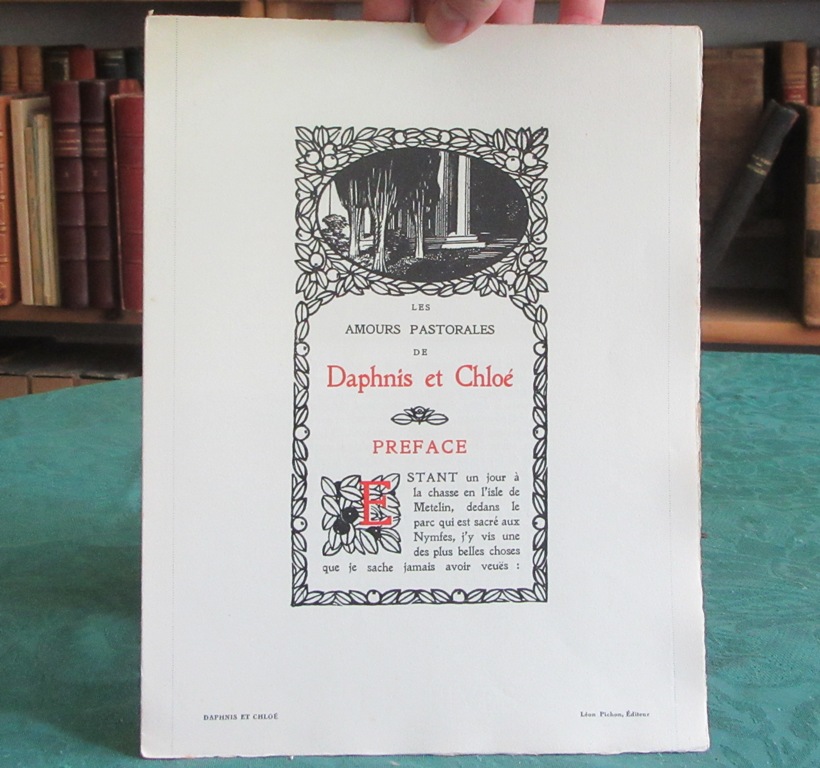 LES
AMOURS PASTORALES
DE
Daphnis et Chloé
PREFACE
ESTANT un jour à
la chasse en l'isle de
Metelin, dedans le
parc qui est sacré aux
Nymfes, j'y vis une
des plus belles choses
que je sache jamais avoir veuës :
DAPHNIS ET CHLOÉ
Léon Pichon, Éditeur